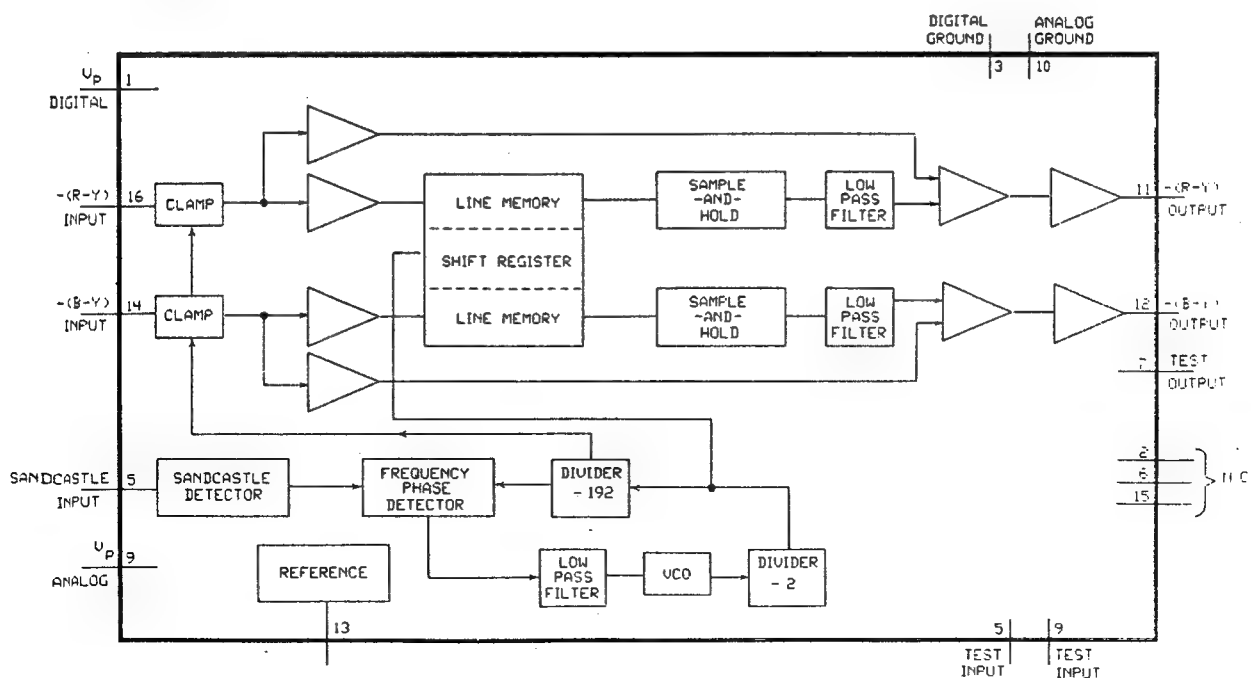 DIGITAL
GROUND
ANALOG
GROUND
3
10
VP
1
DIGITAL
-(R-Y)
16
INPUT
CLAMP
LINE MEMORY
SAMPLE
-AND-
HOLD
LOW
PASS
FILTER
11
-(R-Y)
OUTPUT
SHIFT REGISTER
-(B-Y)
14
INPUT
CLAMP
LINE MEMORY
SAMPLE
-AND-
HOLD
LOW
PASS
FILTER
12
-(B-Y)
OUTPUT
7
TEST
OUTPUT
SANDCASTLE
5
INPUT
SANDCASTLE
DETECTOR
FREQUENCY
PHASE
DETECTOR
DIVIDER
- 192
2
6
15
VP
9
ANALOG
REFERENCE
LOW
PASS
FILTER
VCO
DIVIDER
- 2
13
5
9
TEST
INPUT
TEST
INPUT